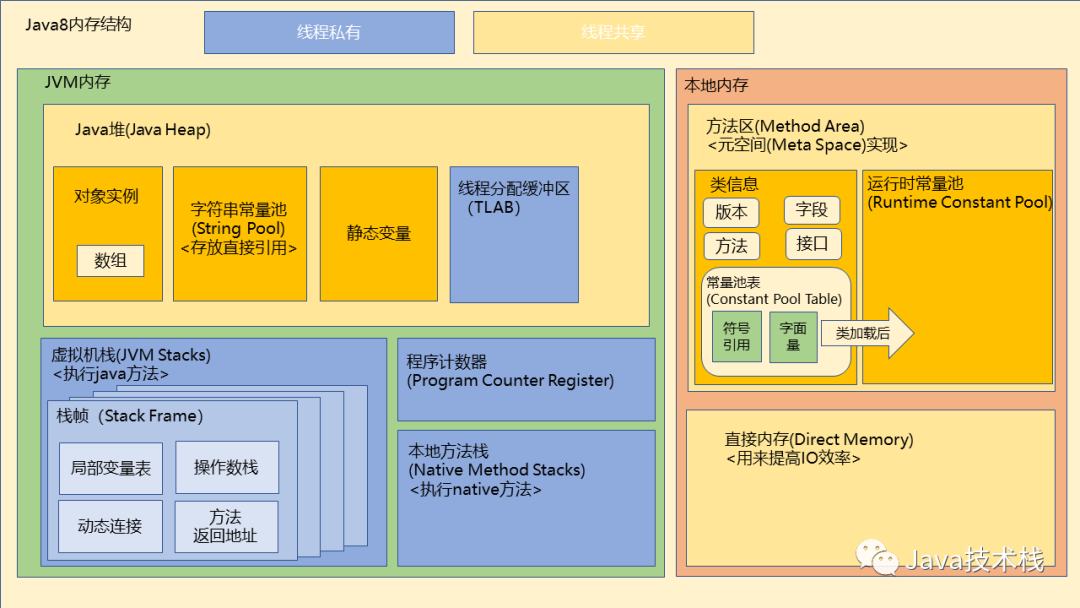 Java8内存结构
线程私有
线程共享
JVM内存
Java堆(Java Heap)
对象实例
数组
字符串常量池
(String Pool)
<存放直接引用>
静态变量
线程分配缓冲区
（TLAB）
虚拟机栈(JVM Stacks)
<执行java方法>
栈帧（Stack Frame）
局部变量表
操作数栈
动态连接
方法
返回地址
程序计数器
(Program Counter Register)
本地方法栈
(Native Method Stacks)
<执行native方法>
本地内存
方法区(Method Area)
<元空间(Meta Space)实现>
类信息
版本
字段
方法
接口
常量池表
(Constant Pool Table)
符号
引用
字面
量
类加载后
运行时常量池
(Runtime Constant Pool)
直接内存(Direct Memory)
<用来提高IO效率>
Java技术栈